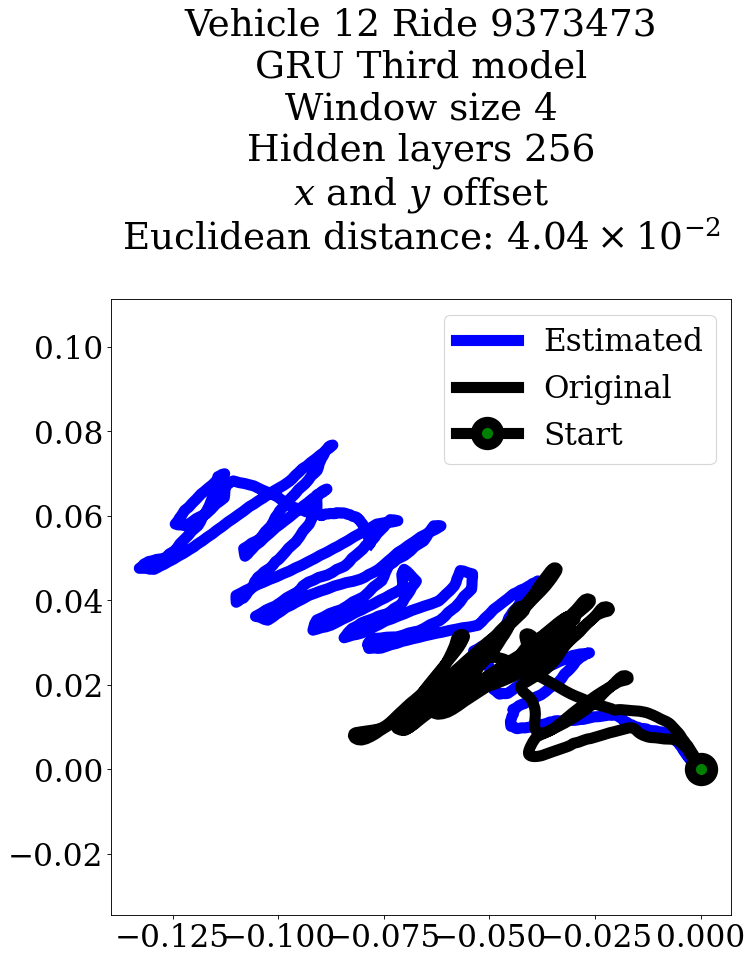 Vehicle 12 Ride 9373473
GRU Third model
Window size 4
Hidden layers 256
x and y offset
Euclidean distance: 4.04 × 10⁻²
Estimated
Original
Start
0.10
0.08
0.06
0.04
0.02
0.00
−0.02
−0.125 −0.100 −0.075 −0.050 −0.025 0.000